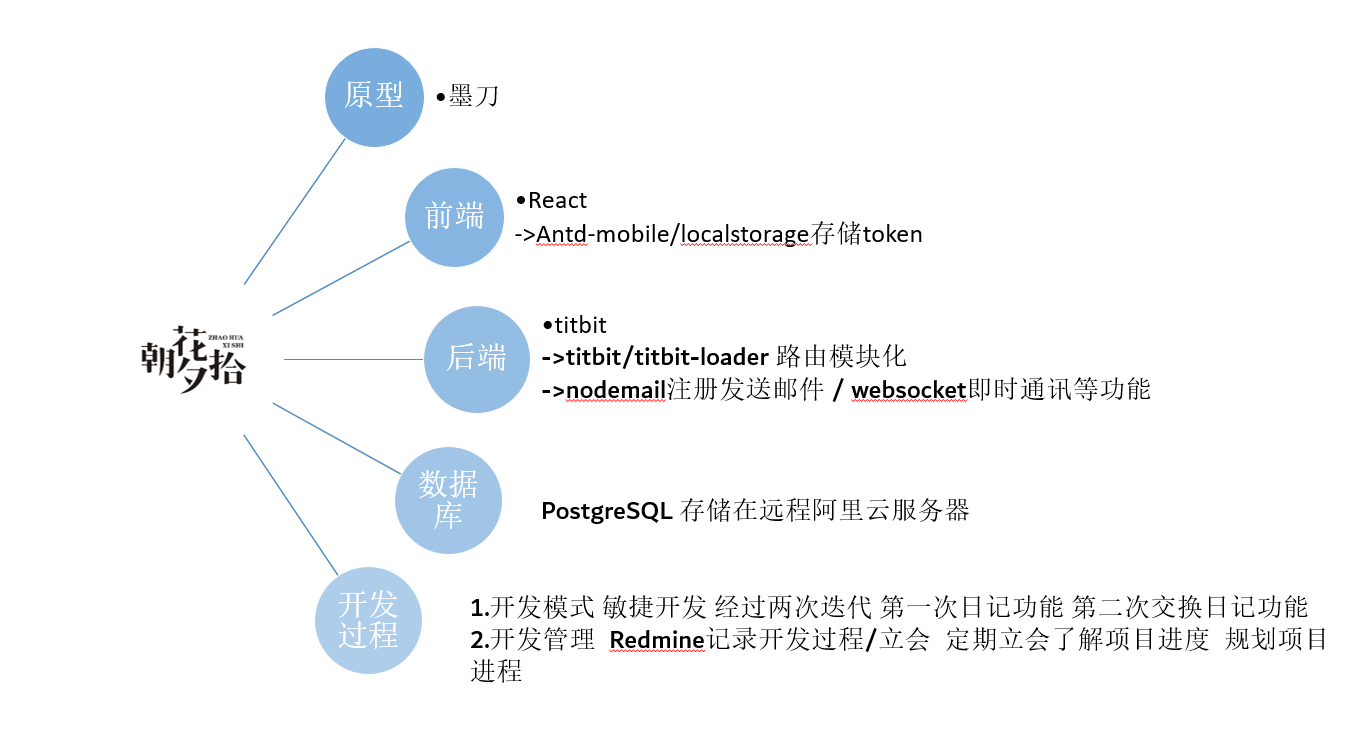 原型
•墨刀
前端
•React
->Antd-mobile/localstorage存储token
朝花夕拾
ZHAO HUA
XI SHI
后端
•titbit
->titbit/titbit-loader 路由模块化
->nodemail注册发送邮件 / websocket即时通讯等功能
数据
库
PostgreSQL 存储在远程阿里云服务器
开发
过程
1.开发模式 敏捷开发 经过两次迭代 第一次日记功能 第二次交换日记功能
2.开发管理  Redmine记录开发过程/立会  定期立会了解项目进度  规划项目
进程